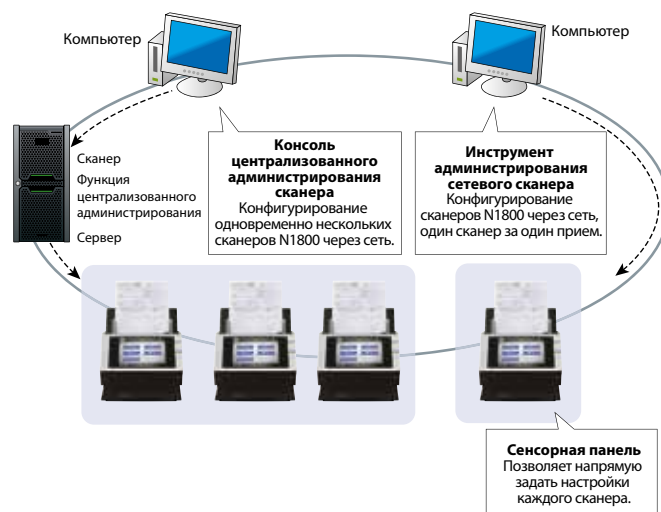 Компьютер
Компьютер
Сканер
Функция
централизованного
администрирования
Сервер
Консоль
централизованного
администрирования
сканера
Конфигурирование
одновременно нескольких
сканеров N1800 через сеть.
Инструмент
администрирования
сетевого сканера
Конфигурирование
сканеров N1800 через сеть,
один сканер за один прием.
Сенсорная панель
Позволяет напрямую
задать настройки
каждого сканера.